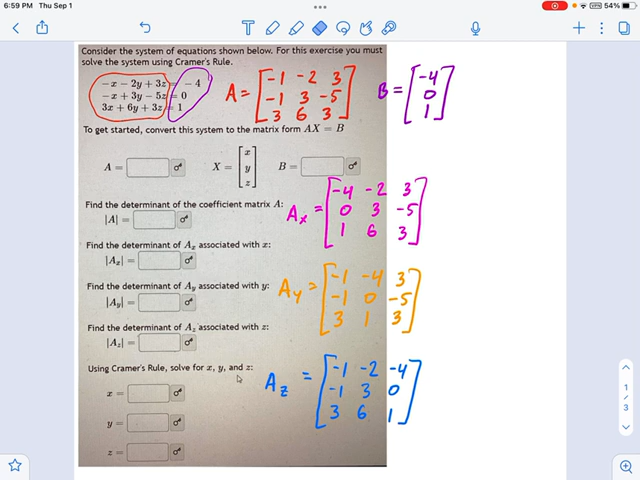 6:59 PM Thu Sep 1
VPN 54%
Consider the system of equations shown below. For this exercise you must
solve the system using Cramer's Rule.
−x − 2y + 3z = −4
−x + 3y − 5z = 0
3x + 6y + 3z = 1
A = [-1 -2 3
-1 3 -5
3 6 3]
B = [-4
0
1]
To get started, convert this system to the matrix form AX = B
A =
X = [x
y
z]
B =
Find the determinant of the coefficient matrix A:
|A| =
Ax = [-4 -2 3
0 3 -5
1 6 3]
Find the determinant of Ax associated with x:
|Ax| =
Find the determinant of Ay associated with y:
|Ay| =
Ay = [-1 -4 3
-1 0 -5
3 1 3]
Find the determinant of Az associated with z:
|Az| =
Using Cramer's Rule, solve for x, y, and z:
Az = [-1 -2 -4
-1 3 0
3 6 1]
x =
y =
z =
1
3